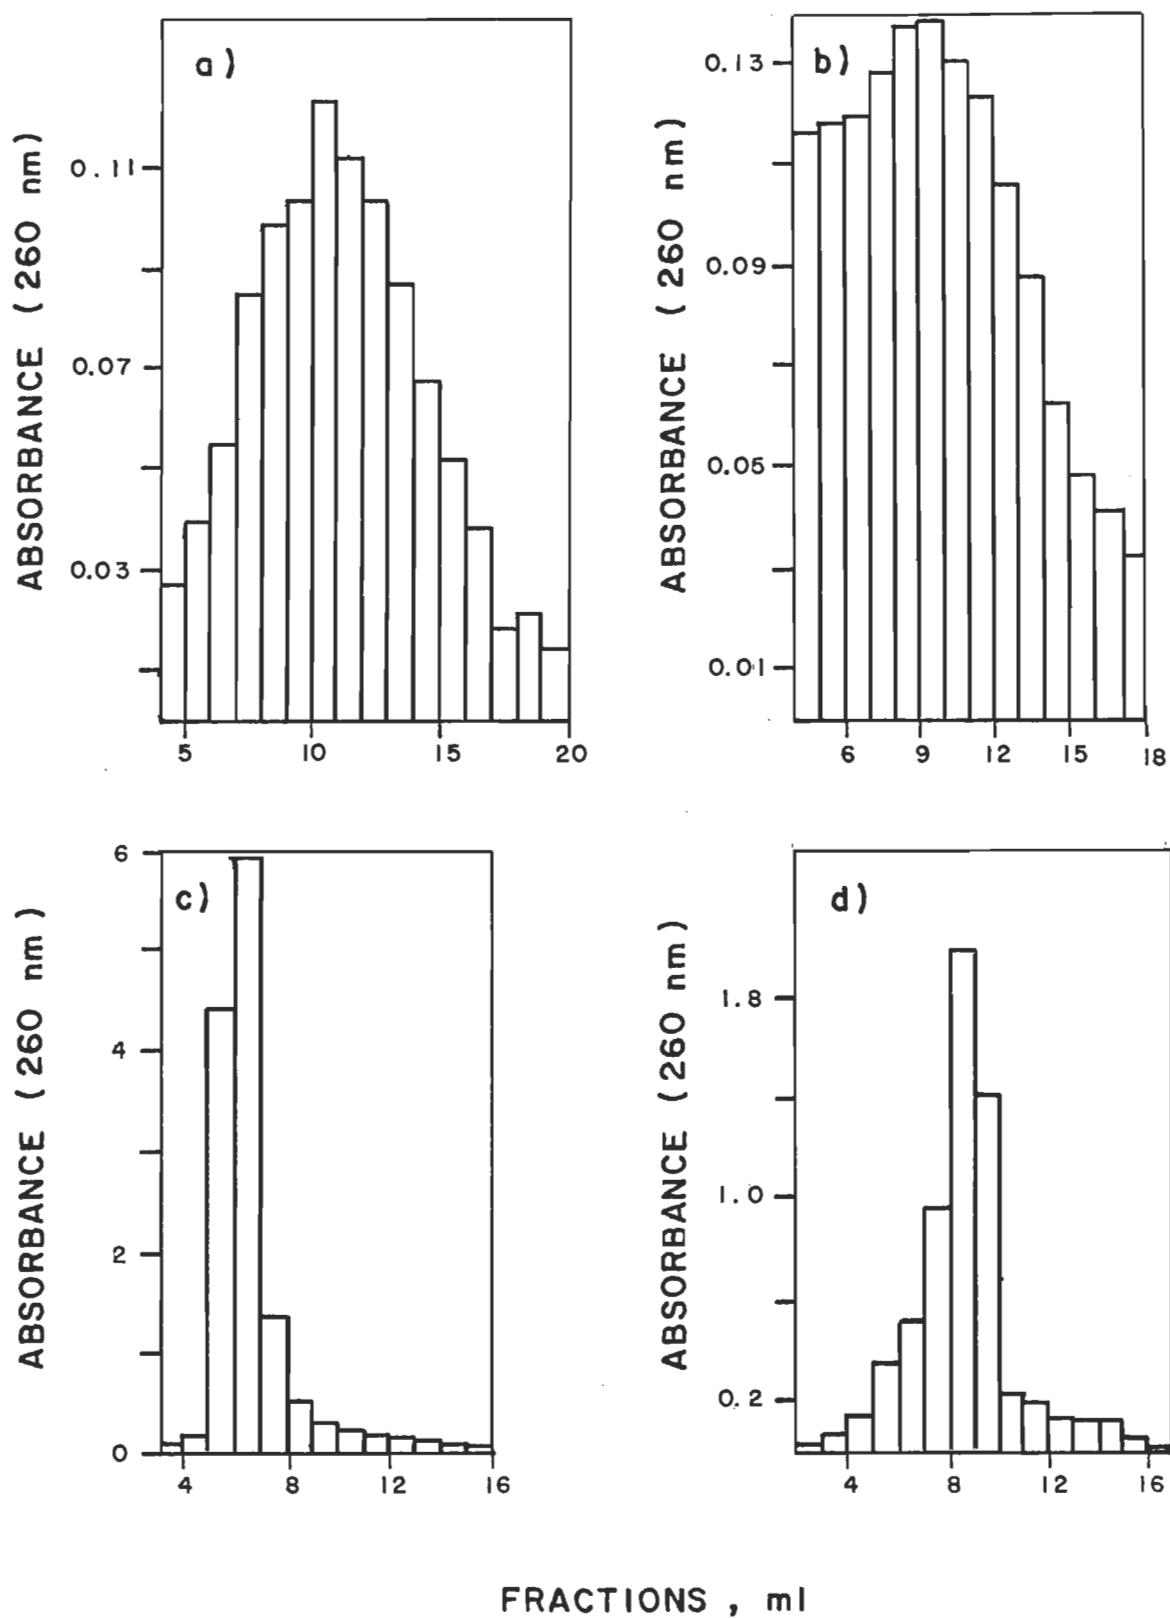 a)
ABSORBANCE (260 nm)
0.11
0.07
0.03
5 10 15 20
b)
ABSORBANCE (260 nm)
0.13
0.09
0.05
0.01
6 9 12 15 18
c)
ABSORBANCE (260 nm)
6
4
2
0
4 8 12 16
d)
ABSORBANCE (260 nm)
1.8
1.0
0.2
4 8 12 16
FRACTIONS , ml